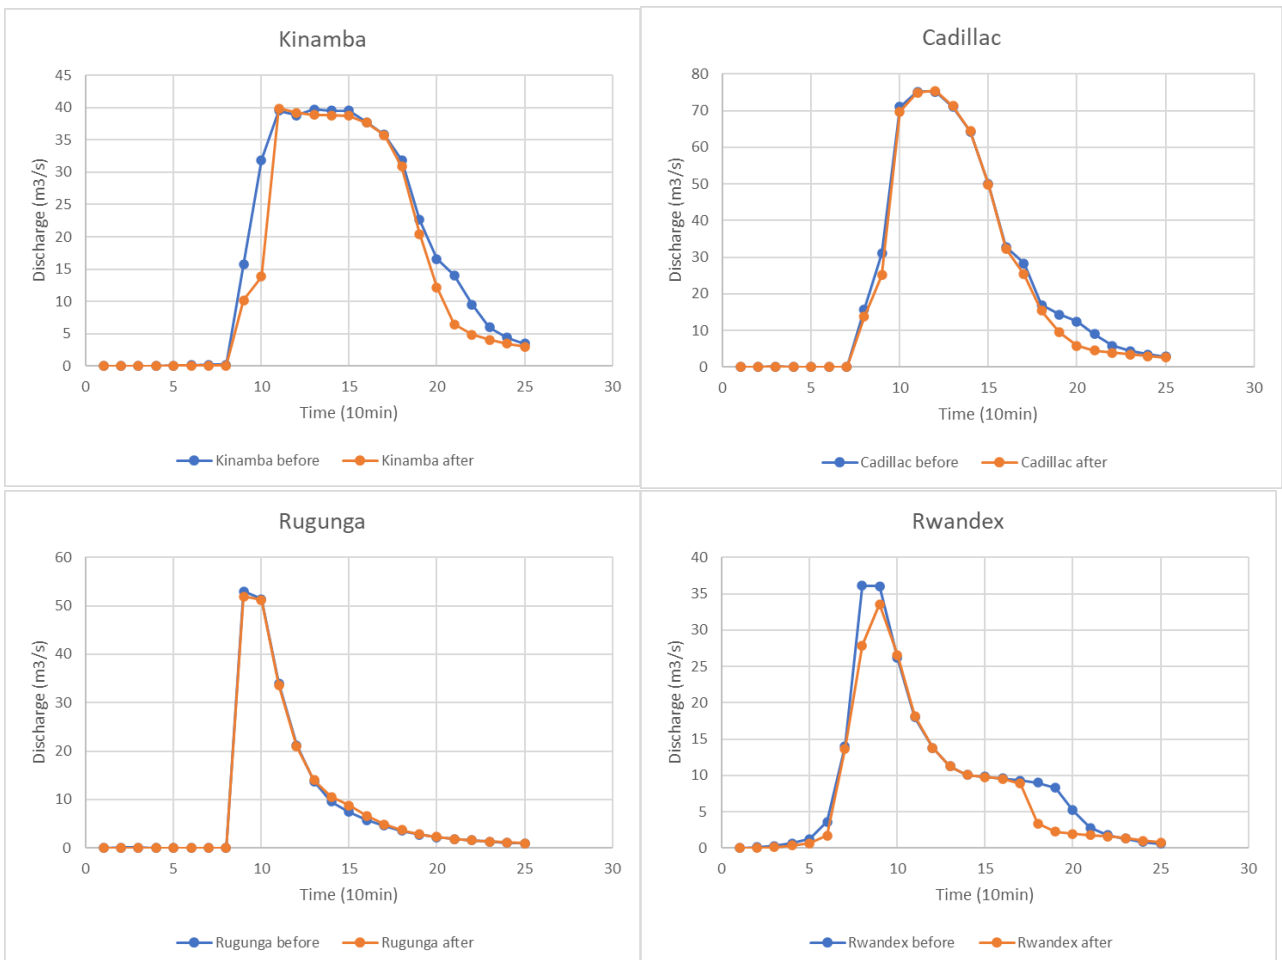 Kinamba
45
40
35
30
25
20
15
10
5
0
Discharge (m3/s)
0 5 10 15 20 25 30
Time (10min)
Kinamba before Kinamba after
Cadillac
80
70
60
50
40
30
20
10
0
Discharge (m3/s)
0 5 10 15 20 25 30
Time (10min)
Cadillac before Cadillac after
Rugunga
60
50
40
30
20
10
0
Discharge (m3/s)
0 5 10 15 20 25 30
Time (10min)
Rugunga before Rugunga after
Rwandex
40
35
30
25
20
15
10
5
0
Discharge (m3/s)
0 5 10 15 20 25 30
Time (10min)
Rwandex before Rwandex after